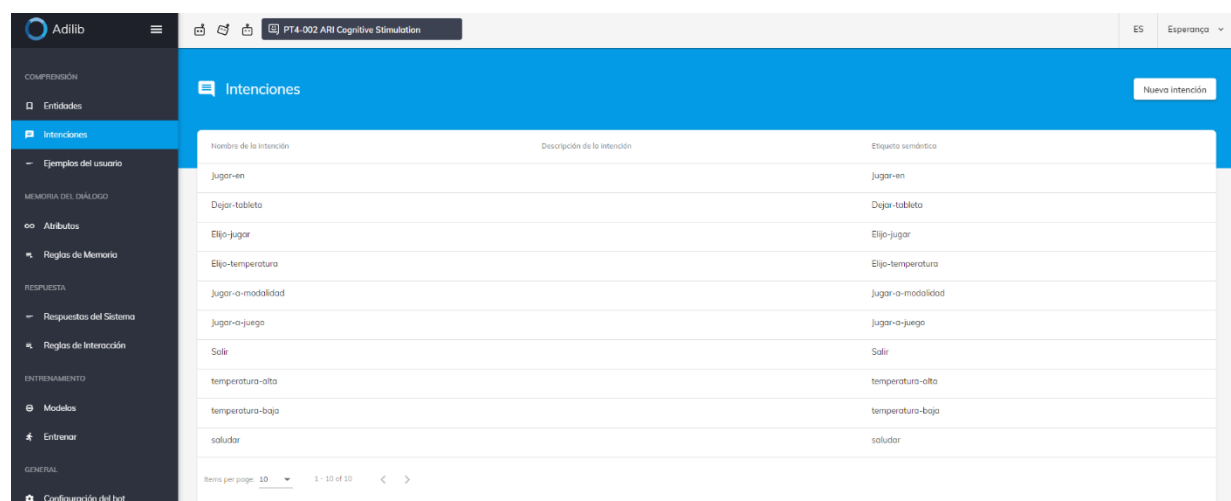 Adilib
PT4-002 ARI Cognitive Stimulation
ES
Esperança
COMPRENSIÓN
Entidades
Intenciones
Ejemplos del usuario
MEMORIA DEL DIÁLOGO
Atributos
Reglas de Memoria
RESPUESTA
Respuestas del Sistema
Reglas de Interacción
ENTRENAMIENTO
Modelos
Entrenar
GENERAL
Configuración del bot
Intenciones
Nueva intención
Nombre de la intención Descripción de la intención Etiqueta semántica
Jugar-en Jugar-en
Dejar-tableta Dejar-tableta
Elijo-jugar Elijo-jugar
Elijo-temperatura Elijo-temperatura
Jugar-a-modalidad Jugar-a-modalidad
Jugar-a-juego Jugar-a-juego
Salir Salir
temperatura-alta temperatura-alta
temperatura-baja temperatura-baja
saludar saludar
Items per page: 10 1 - 10 of 10